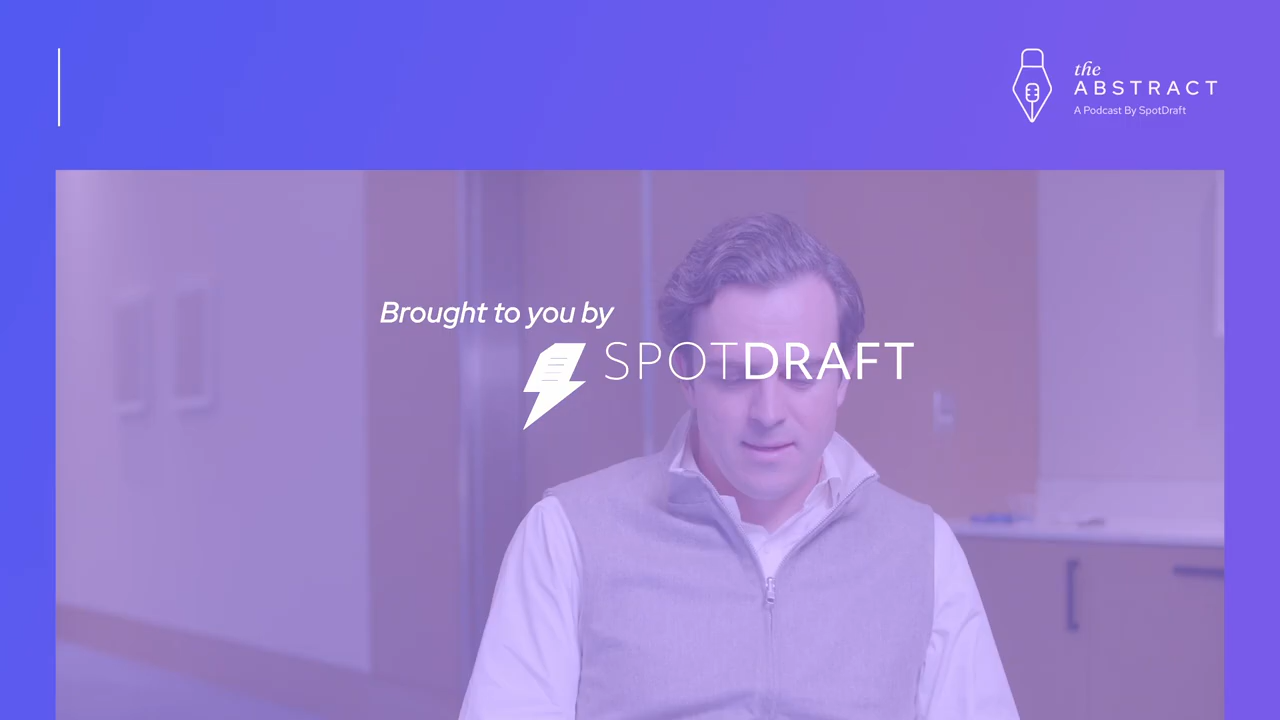 the
ABSTRACT
A Podcast By SpotDraft
Brought to you by
SPOTDRAFT